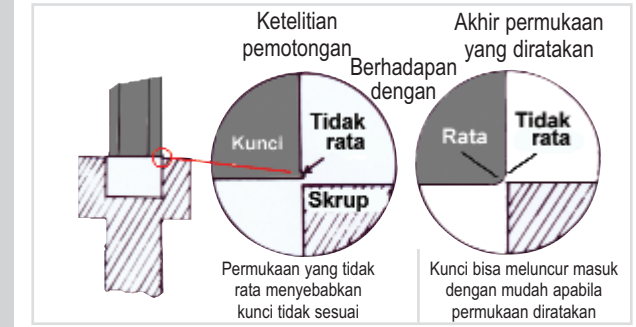 Ketelitian
pemotongan
Berhadapan
dengan
Akhir permukaan
yang diratakan
Kunci
Tidak
rata
Skrup
Rata
Tidak
rata
Permukaan yang tidak
rata menyebabkan
kunci tidak sesuai
Kunci bisa meluncur masuk
dengan mudah apabila
permukaan diratakan